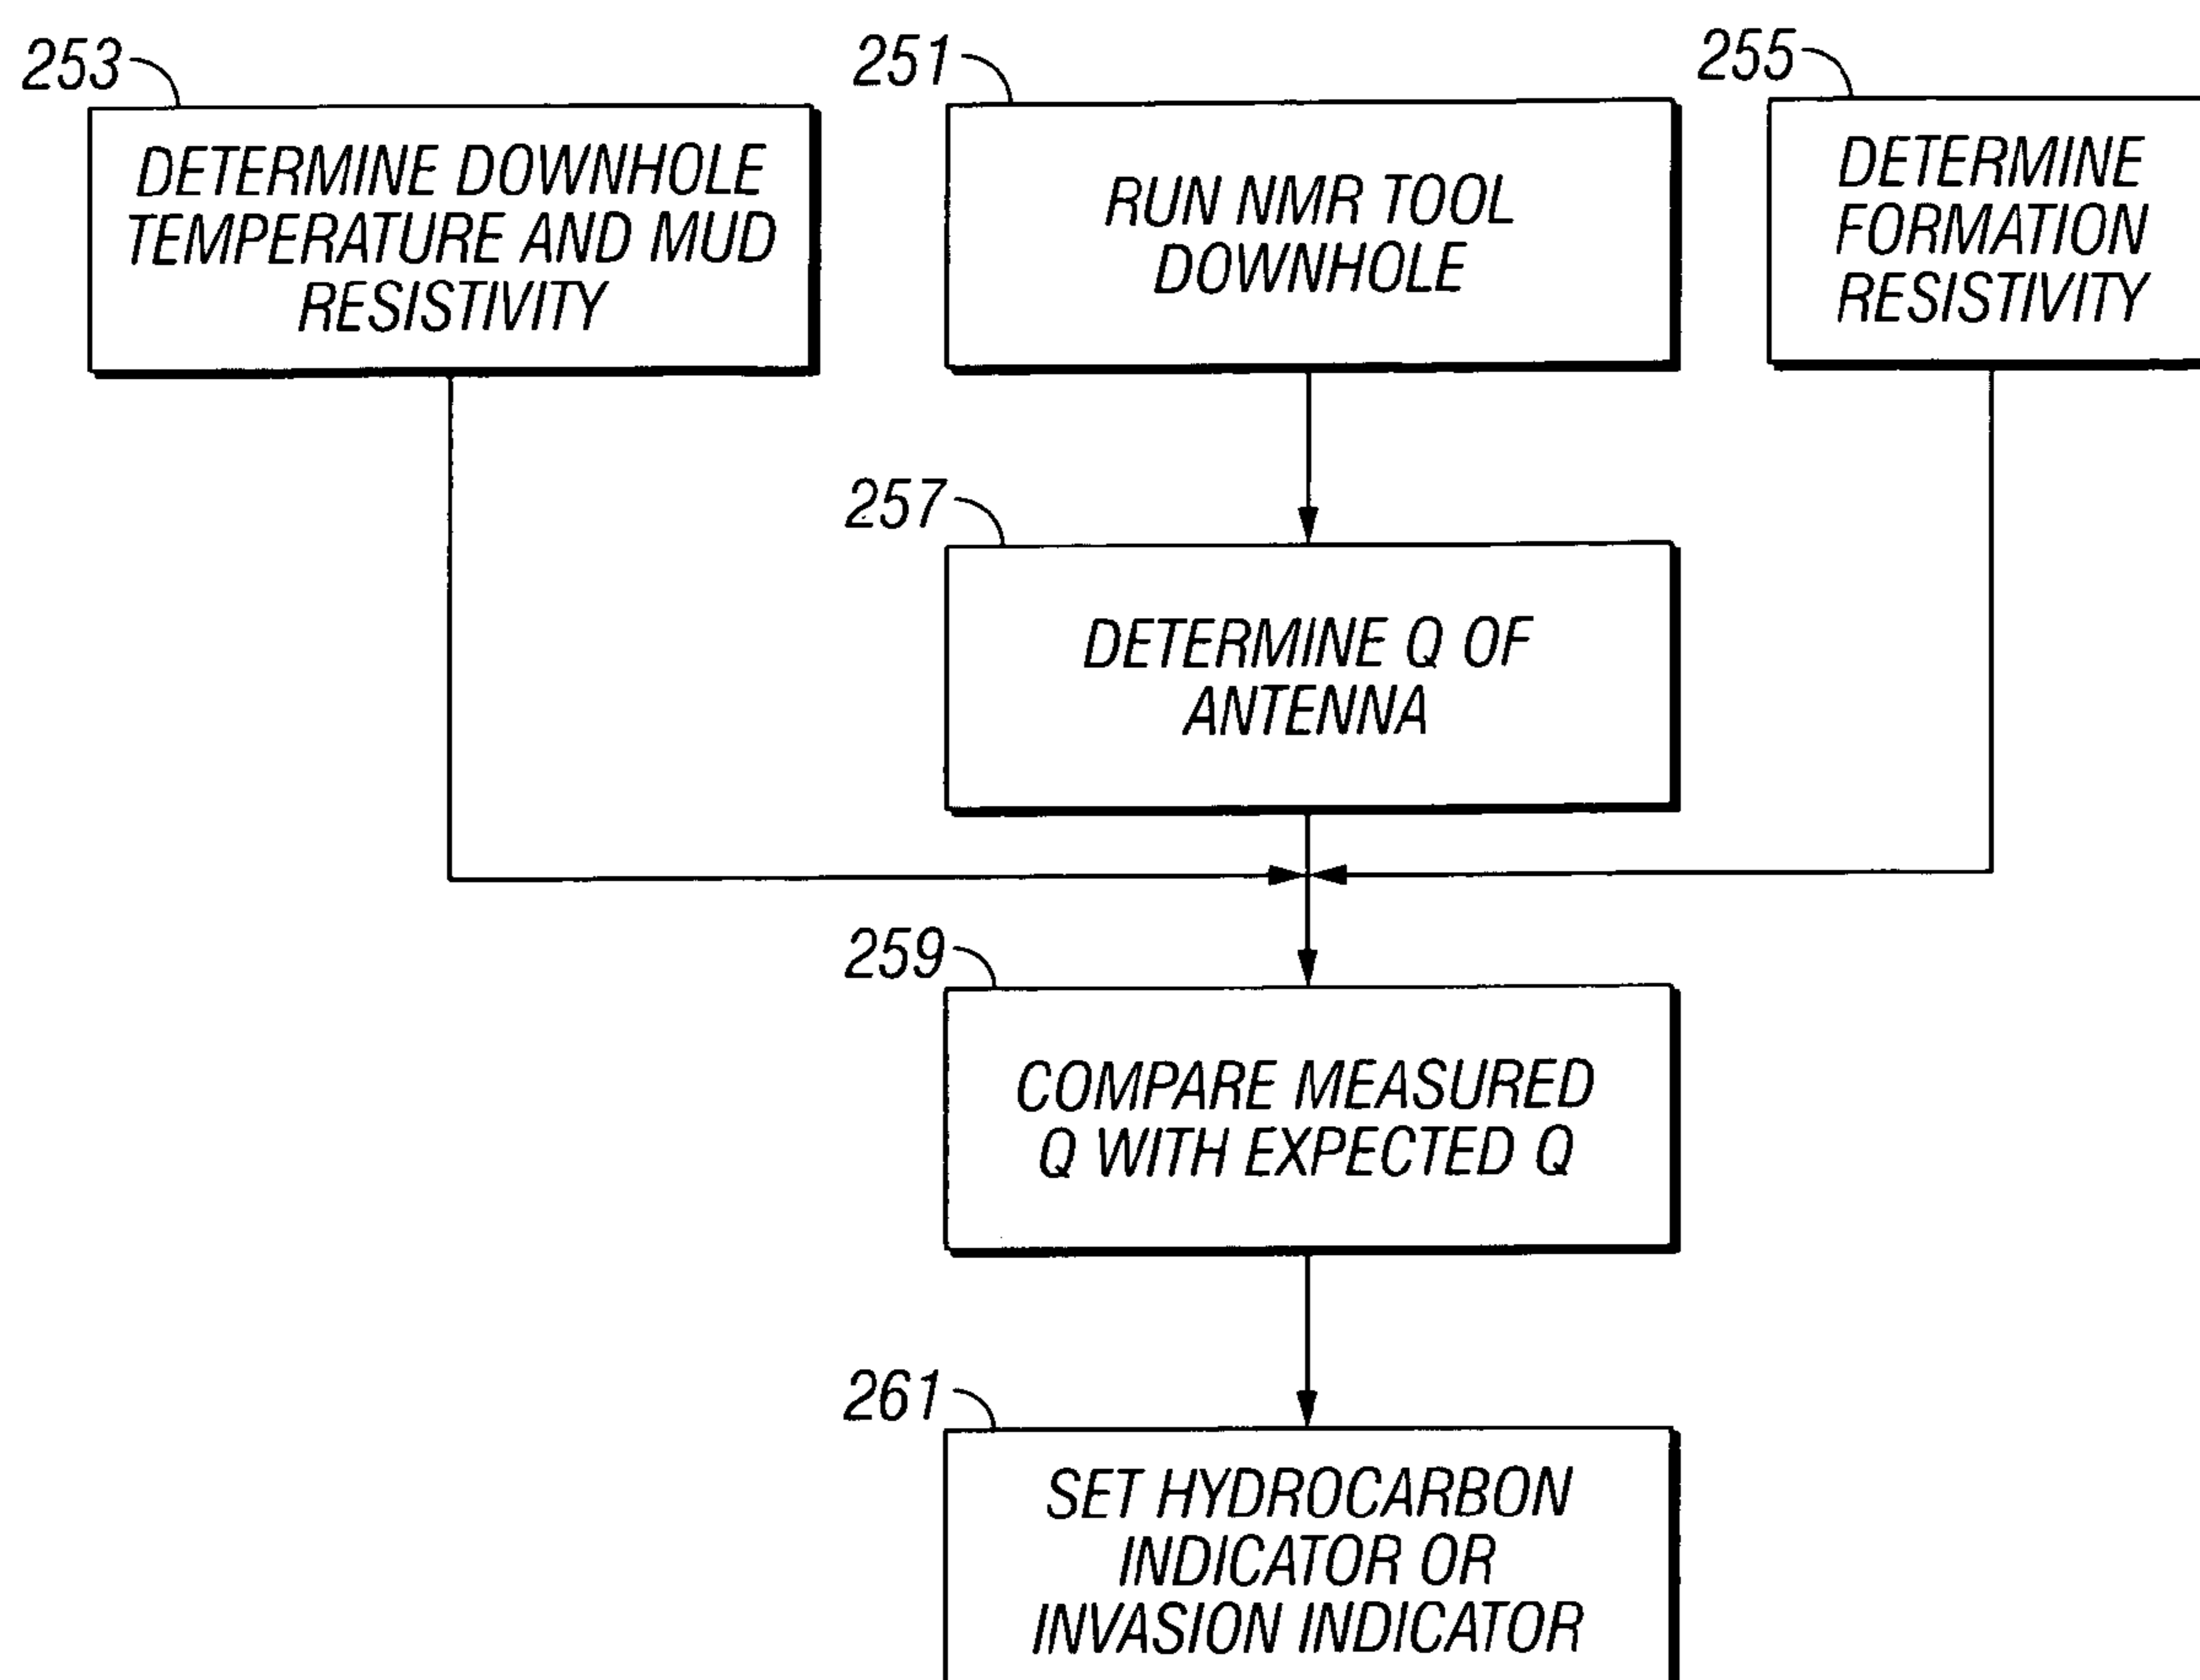 253
DETERMINE DOWNHOLE
TEMPERATURE AND MUD
RESISTIVITY
251
RUN NMR TOOL
DOWNHOLE
255
DETERMINE
FORMATION
RESISTIVITY
257
DETERMINE Q OF
ANTENNA
259
COMPARE MEASURED
Q WITH EXPECTED Q
261
SET HYDROCARBON
INDICATOR OR
INVASION INDICATOR